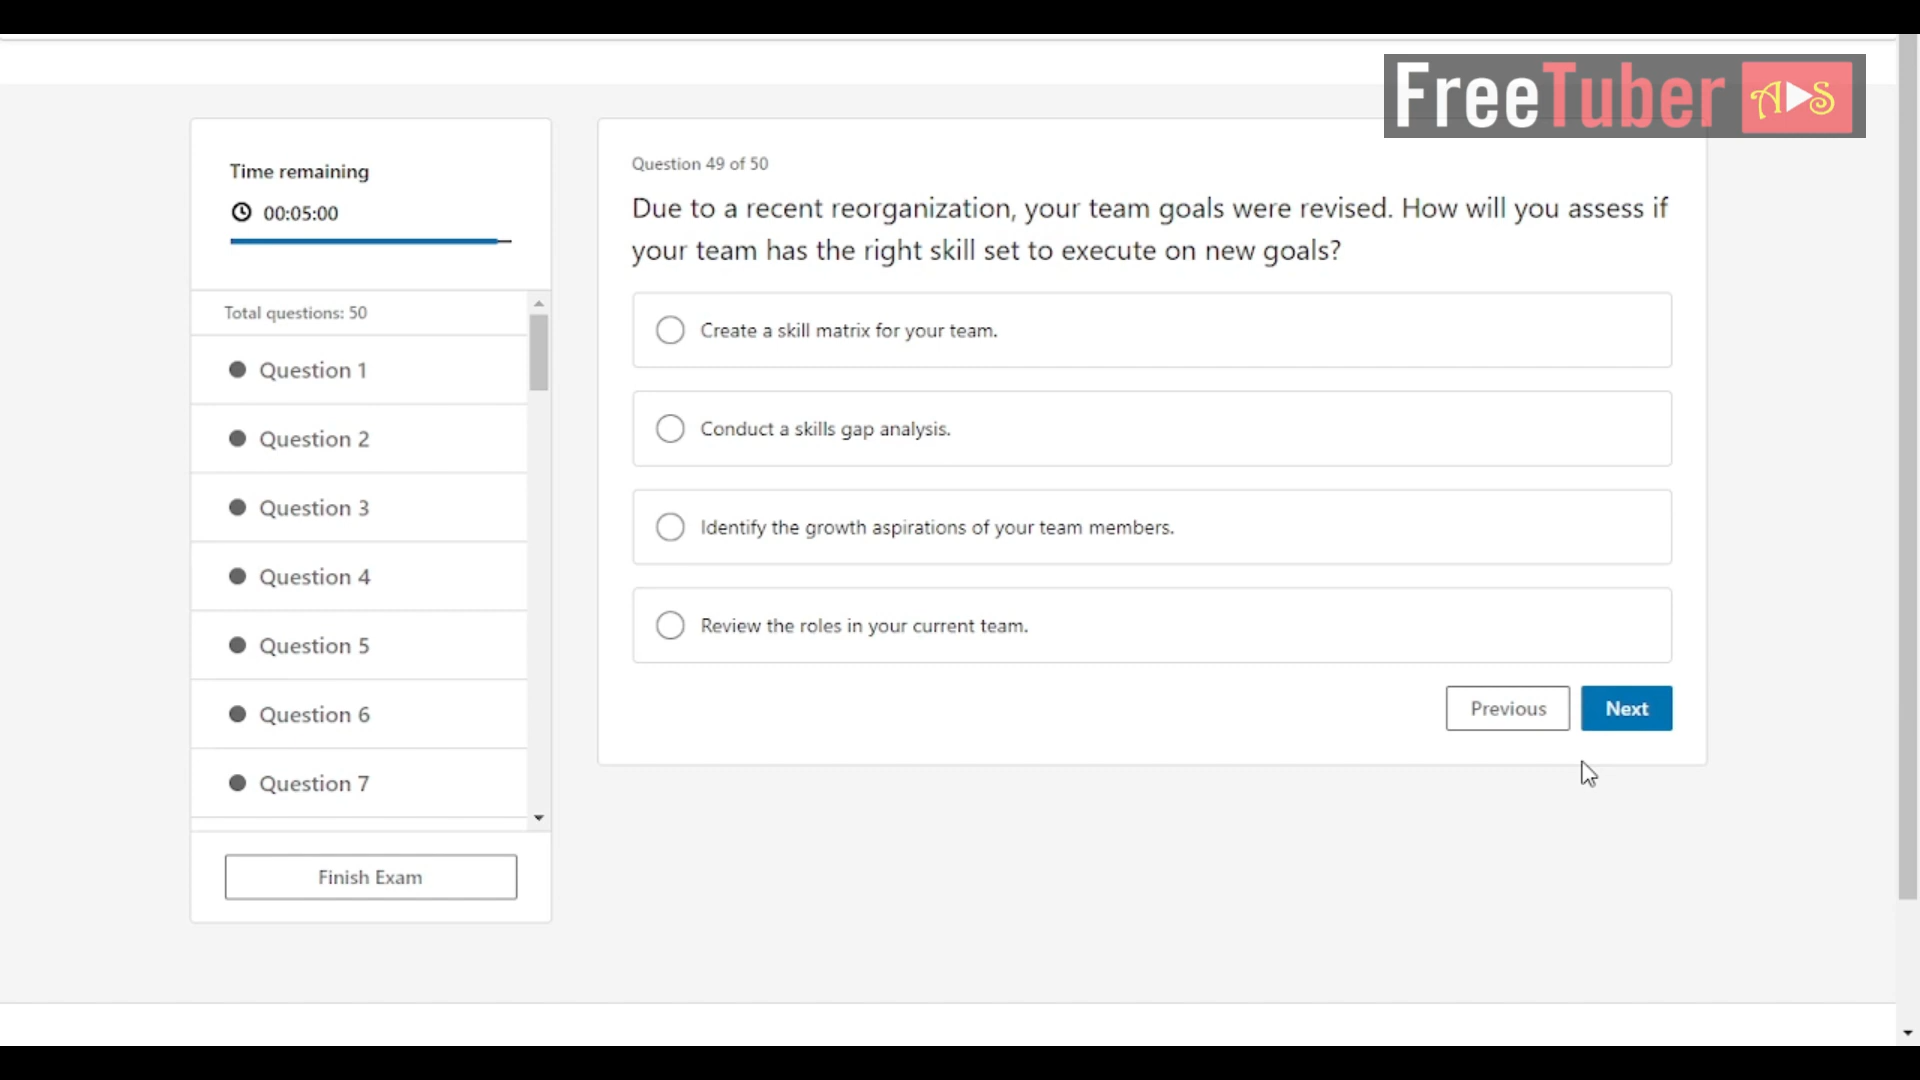 FreeTuber
A S
Time remaining
00:05:00
Total questions: 50
Question 1
Question 2
Question 3
Question 4
Question 5
Question 6
Question 7
Finish Exam
Question 49 of 50
Due to a recent reorganization, your team goals were revised. How will you assess if
your team has the right skill set to execute on new goals?
Create a skill matrix for your team.
Conduct a skills gap analysis.
Identify the growth aspirations of your team members.
Review the roles in your current team.
Previous
Next